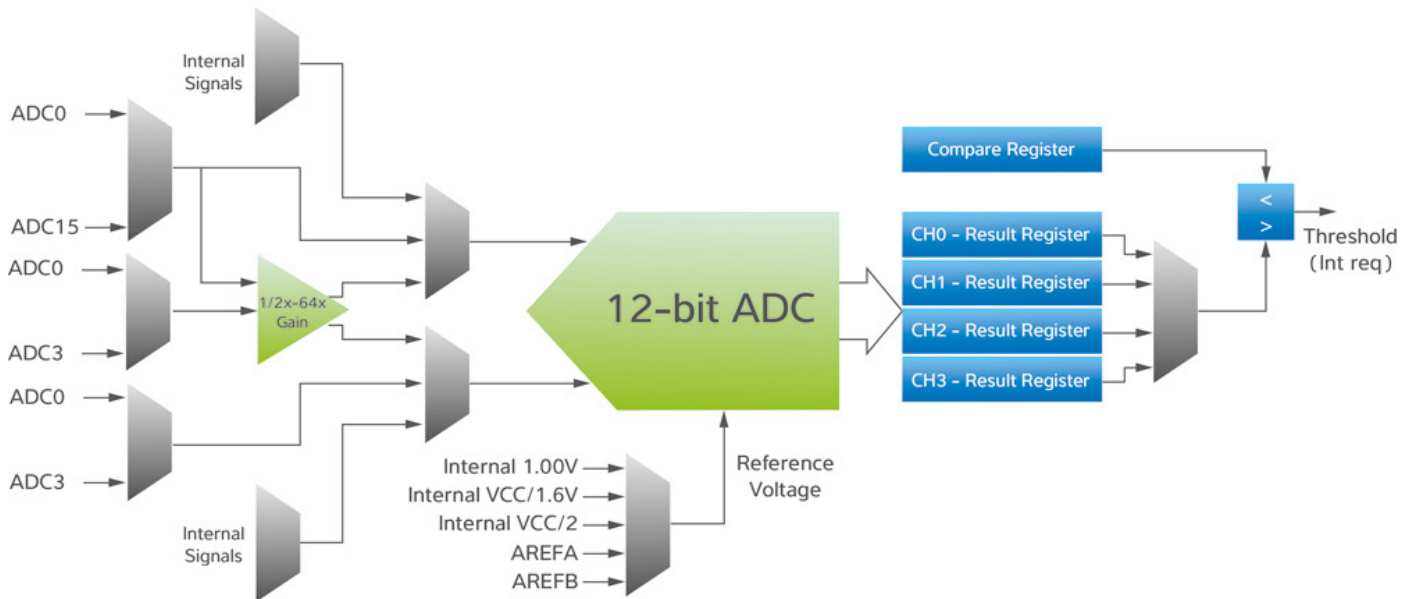 Internal
Signals
ADC0
ADC15
ADC0
ADC3
ADC0
ADC3
1/2x-64x
Gain
Internal
Signals
12-bit ADC
Internal 1.00V
Internal VCC/1.6V
Internal VCC/2
AREFA
AREFB
Reference
Voltage
Compare Register
CH0 - Result Register
CH1 - Result Register
CH2 - Result Register
CH3 - Result Register
<
>
Threshold
(Int req)